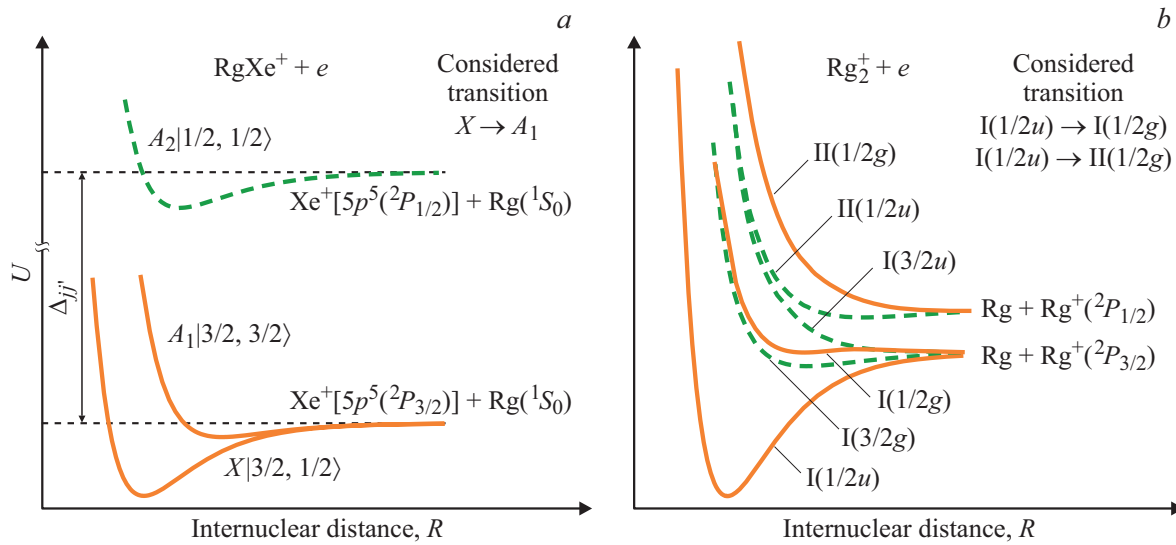 a
RgXe⁺ + e
Considered
transition
X → A₁
A₂|1/2, 1/2⟩
Xe⁺[5p⁵(²P₁/₂)] + Rg(¹S₀)
U
Δjj'
A₁|3/2, 3/2⟩
Xe⁺[5p⁵(²P₃/₂)] + Rg(¹S₀)
X|3/2, 1/2⟩
Internuclear distance, R
b
Rg₂⁺ + e
Considered
transition
I(1/2u) → I(1/2g)
I(1/2u) → II(1/2g)
II(1/2g)
II(1/2u)
I(3/2u)
Rg + Rg⁺(²P₁/₂)
Rg + Rg⁺(²P₃/₂)
I(1/2g)
I(3/2g)
I(1/2u)
Internuclear distance, R